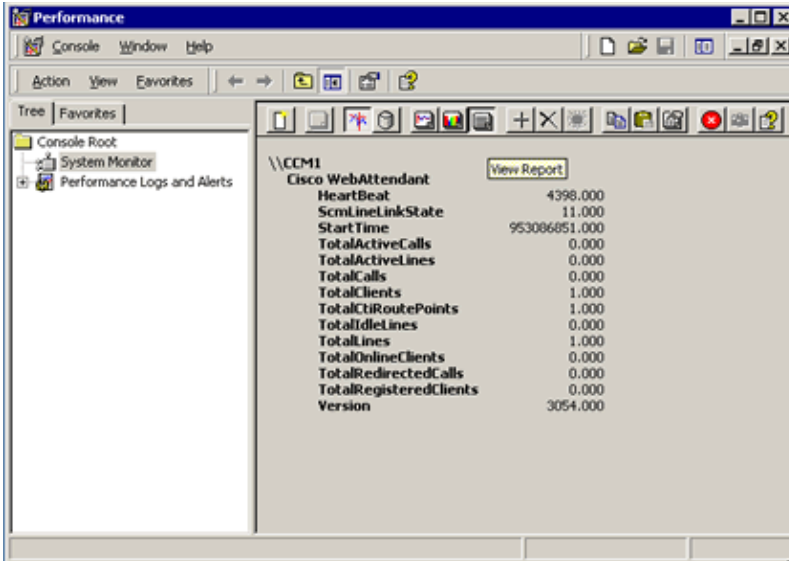 Performance
Console Window Help
Action View Favorites
Tree Favorites
Console Root
System Monitor
Performance Logs and Alerts
\\CCM1
View Report
Cisco WebAttendant
HeartBeat 4398.000
ScmLineLinkState 11.000
StartTime 953086851.000
TotalActiveCalls 0.000
TotalActiveLines 0.000
TotalCalls 0.000
TotalClients 1.000
TotalCtiRoutePoints 1.000
TotalIdleLines 0.000
TotalLines 1.000
TotalOnlineClients 0.000
TotalRedirectedCalls 0.000
TotalRegisteredClients 0.000
Version 3054.000